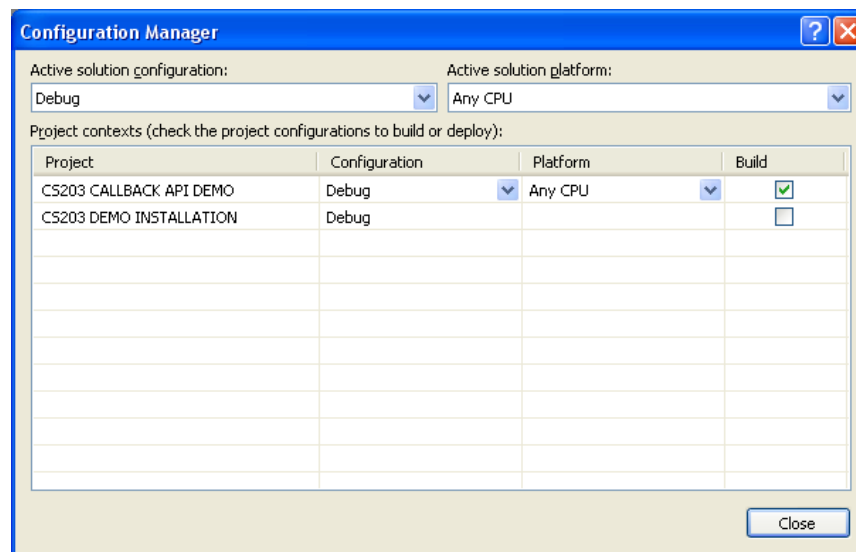 Configuration Manager
Active solution configuration: Active solution platform:
Debug Any CPU
Project contexts (check the project configurations to build or deploy):
Project Configuration Platform Build
CS203 CALLBACK API DEMO Debug Any CPU
CS203 DEMO INSTALLATION Debug
Close